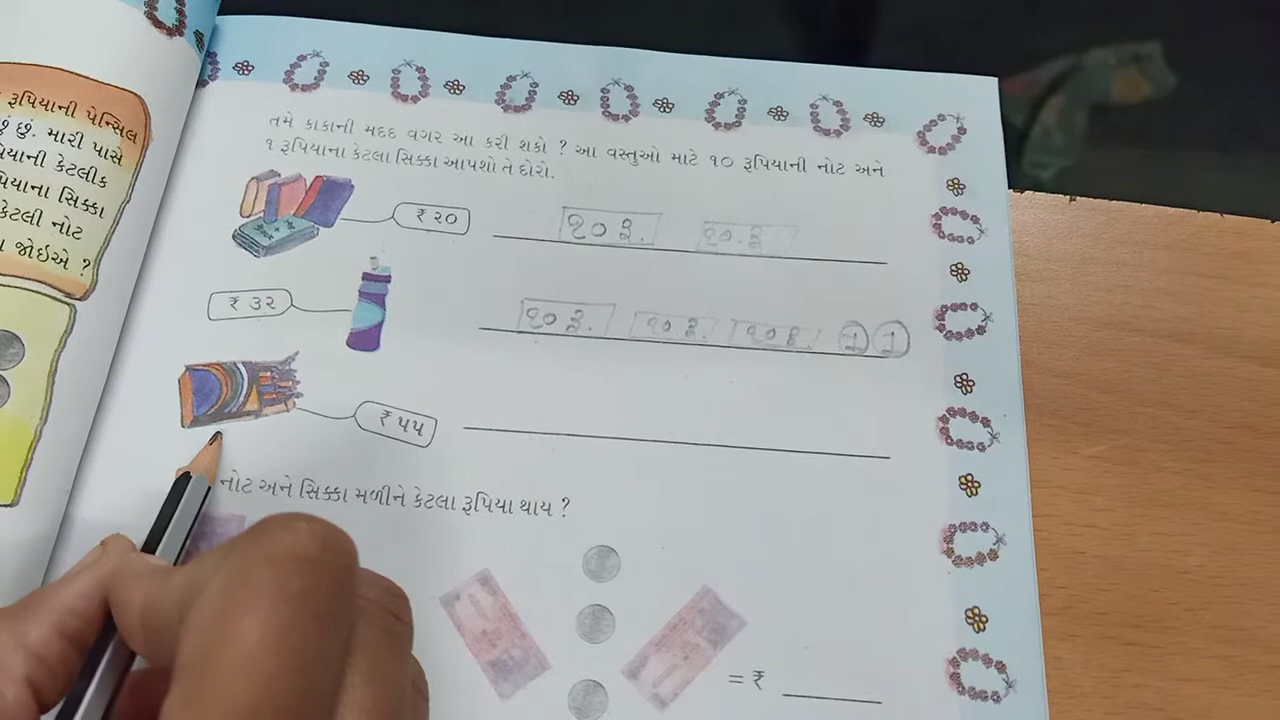 રૂપિયાની પેન્સિલ
છું. મારી પાસે
કેટલીક
સિક્કા
કેટલી નોટ
જોઇએ ?
તમે કાકાની મદદ વગર આ કરી શકો ? આ વસ્તુઓ માટે ૧૦ રૂપિયાની નોટ અને
૧ રૂપિયાના કેટલા સિક્કા આપશો તે દોરો.
₹ ૨૦ ૧૦ રૂ. ૧૦ રૂ.
₹ ૩૨ ૧૦ રૂ. ૧૦ રૂ. ૧૦ રૂ. 1 1
₹ ૫૫
નોટ અને સિક્કા મળીને કેટલા રૂપિયા થાય ?
= ₹